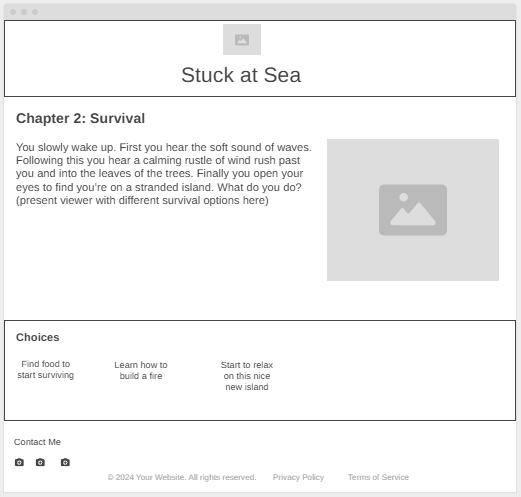 Stuck at Sea
Chapter 2: Survival
You slowly wake up. First you hear the soft sound of waves.
Following this you hear a calming rustle of wind rush past
you and into the leaves of the trees. Finally you open your
eyes to find you're on a stranded island. What do you do?
(present viewer with different survival options here)
Choices
Find food to
start surviving
Learn how to
build a fire
Start to relax
on this nice
new island
Contact Me
© 2024 Your Website. All rights reserved.
Privacy Policy
Terms of Service